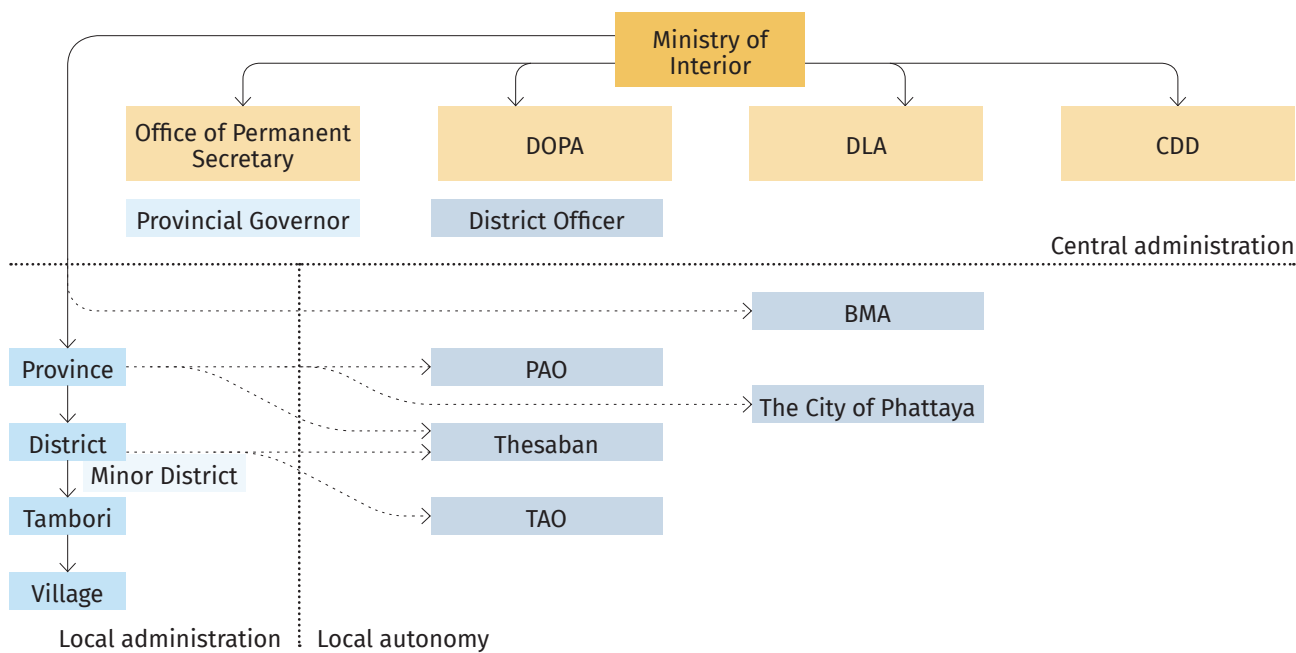 Ministry of
Interior
Office of Permanent
Secretary
DOPA
DLA
CDD
Provincial Governor
District Officer
Central administration
BMA
Province
PAO
The City of Phattaya
District
Thesaban
Minor District
Tambori
TAO
Village
Local administration
Local autonomy